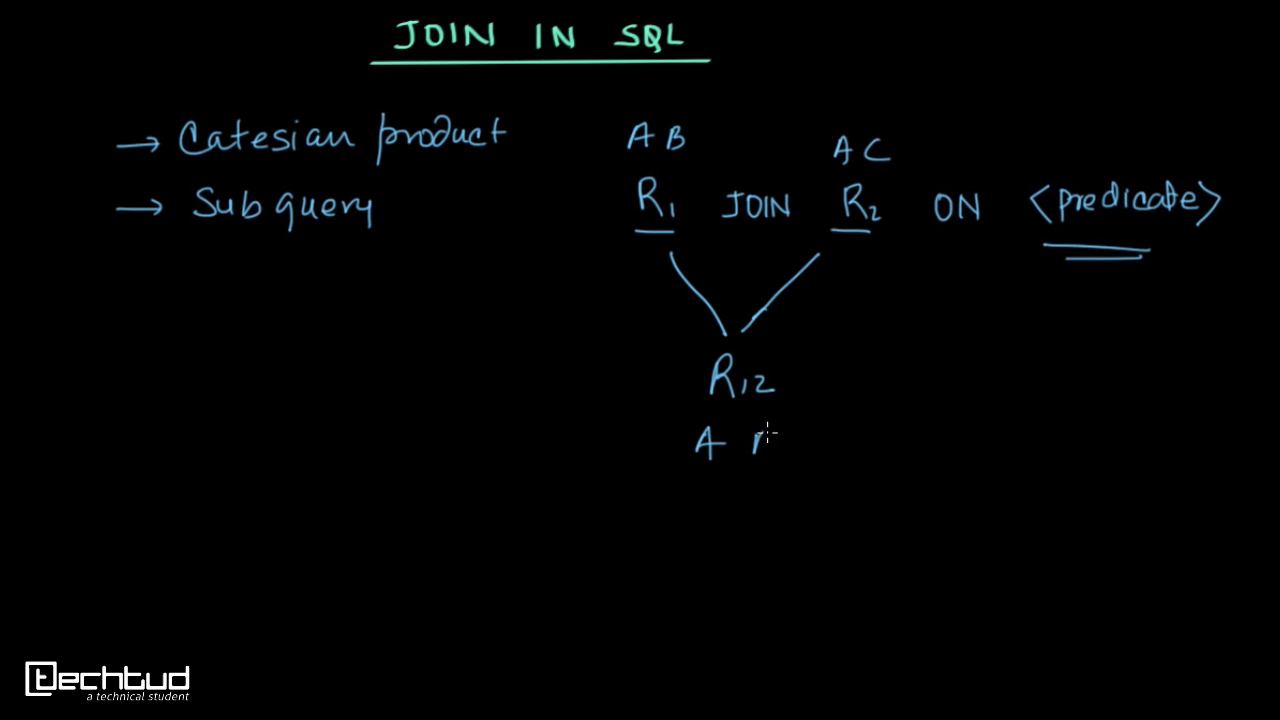 JOIN IN SQL
→ Catesian product
→ Sub query
A B
A C
R1 JOIN R2 ON <predicate>
R12
A
techtud
a technical student